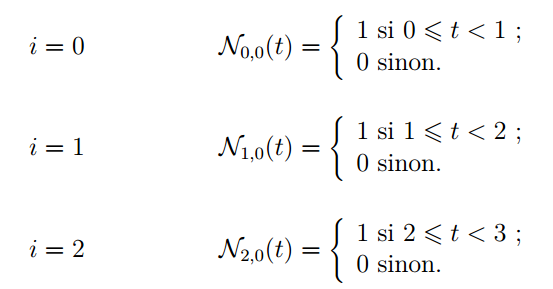 i = 0 𝒩0,0(t) = { 1 si 0 ⩽ t < 1 ;
0 sinon.
i = 1 𝒩1,0(t) = { 1 si 1 ⩽ t < 2 ;
0 sinon.
i = 2 𝒩2,0(t) = { 1 si 2 ⩽ t < 3 ;
0 sinon.